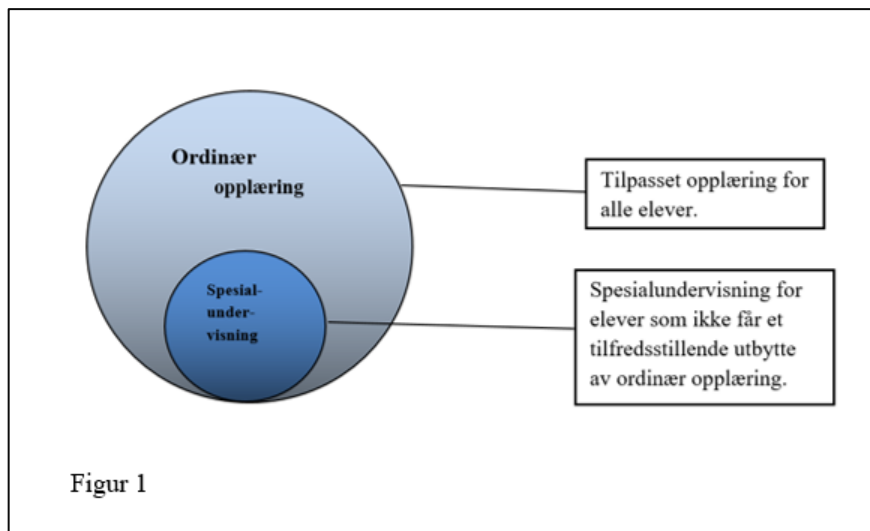 Ordinær
opplæring
Spesial-
under-
visning
Tilpasset opplæring for
alle elever.
Spesialundervisning for
elever som ikke får et
tilfredsstillende utbytte
av ordinær opplæring.
Figur 1